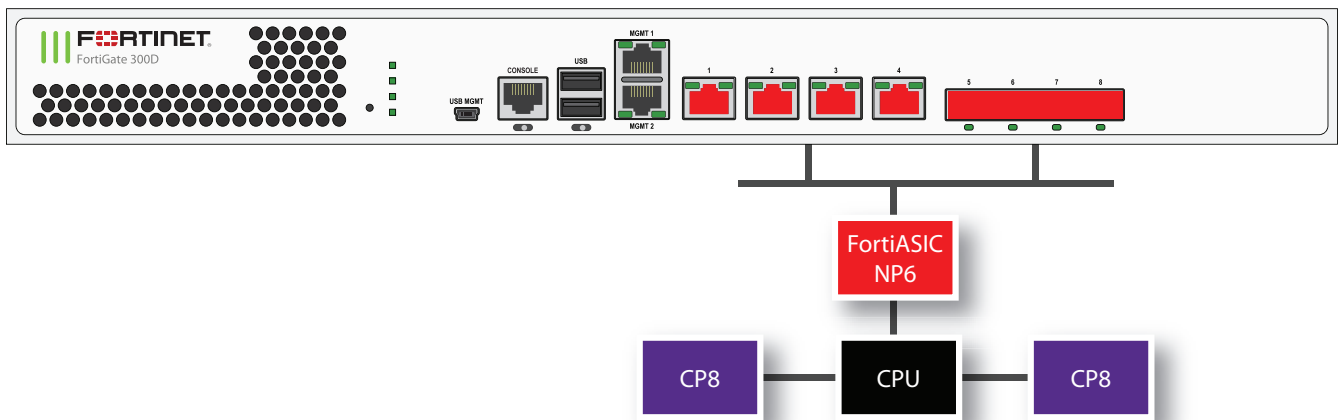 FORTINET
FortiGate 300D
USB MGMT
CONSOLE
USB
MGMT 1
MGMT 2
1 2 3 4 5 6 7 8
FortiASIC
NP6
CP8 CPU CP8